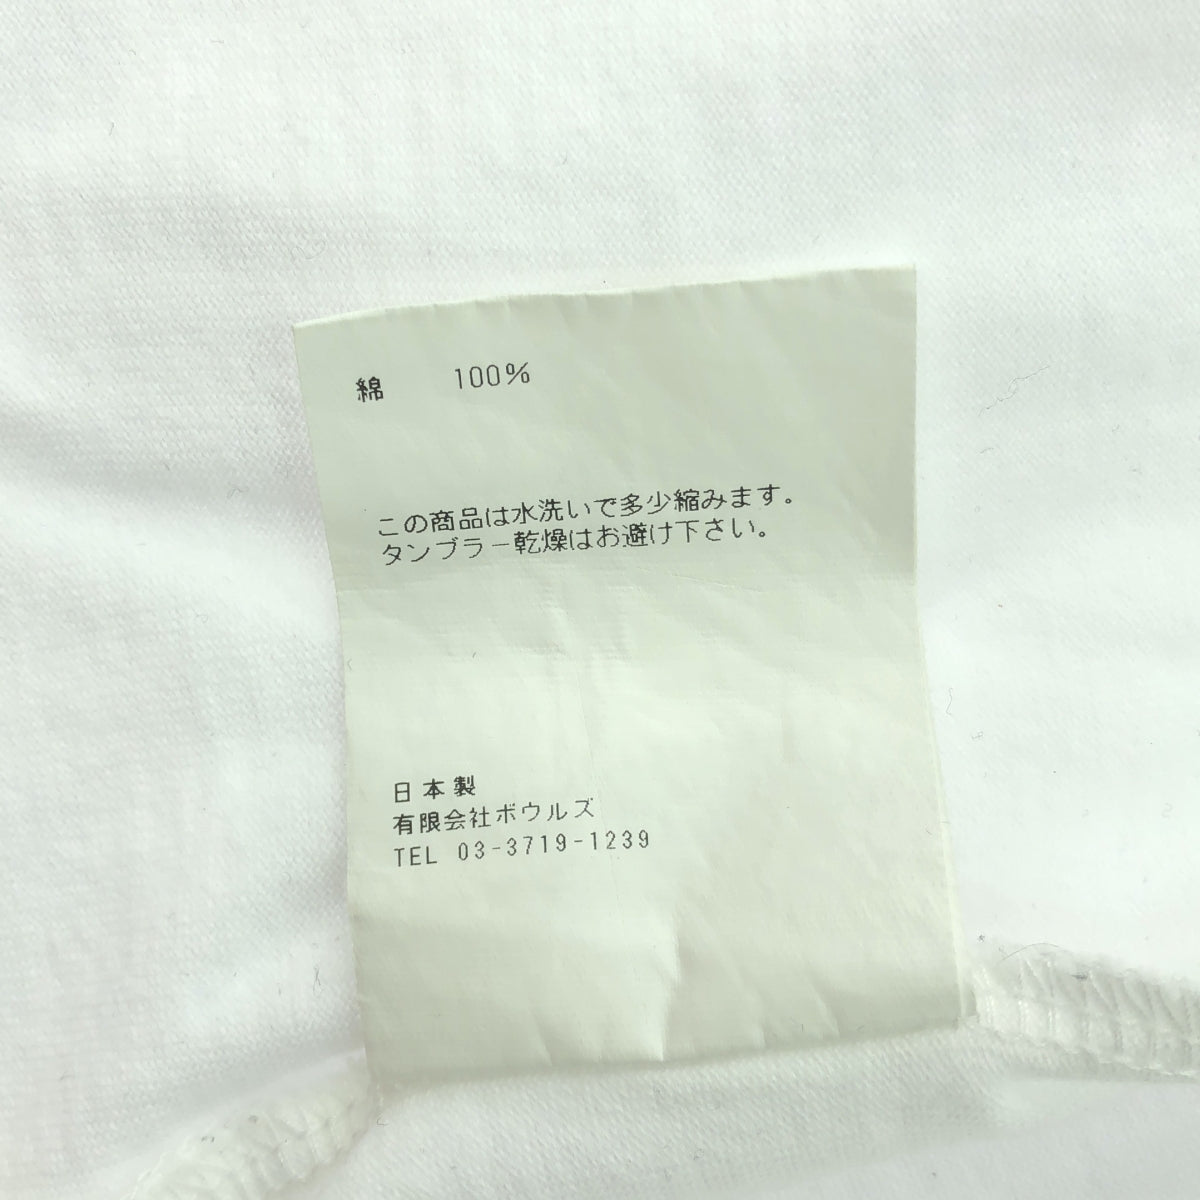 綿 100%
この商品は水洗いで多少縮みます。
タンブラー乾燥はお避け下さい。
日本製
有限会社ボウルズ
TEL 03-3719-1239